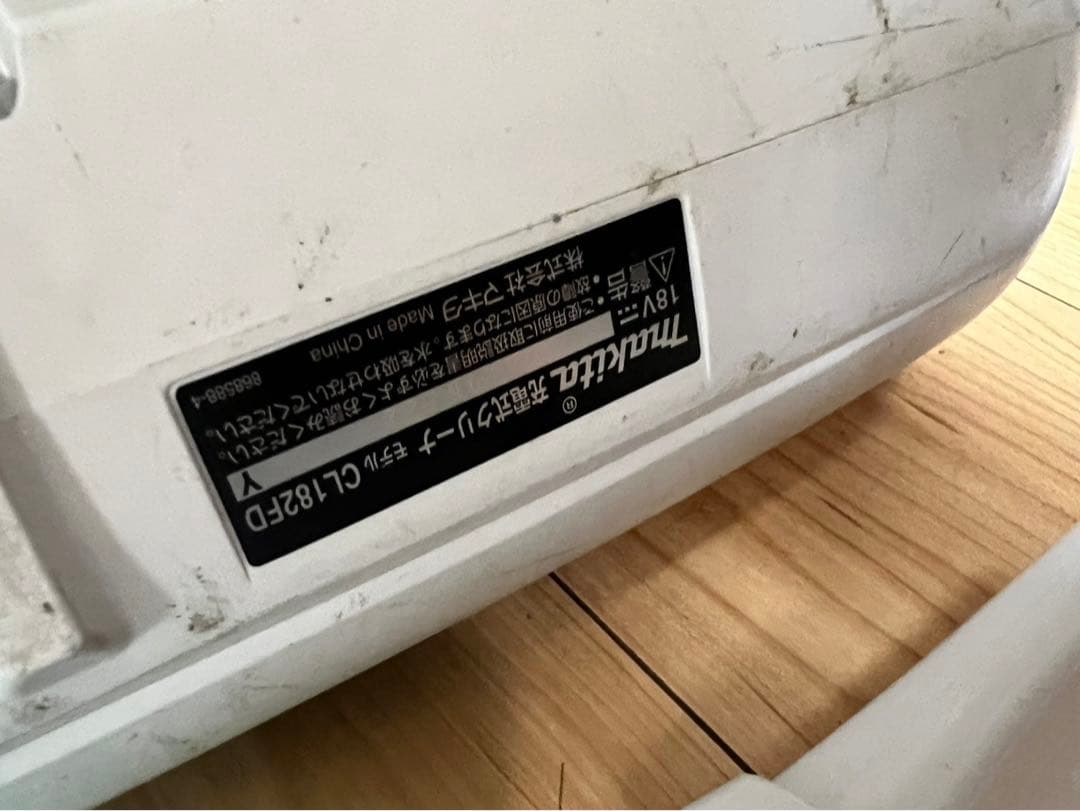 makita® 充電式クリーナ モデル CL182FD
18V Y
警告
・ご使用前に取扱説明書を必ずよくお読みください。
・故障の原因になります。水を吸わせないでください。
株式会社 マキタ Made in China 868588-4